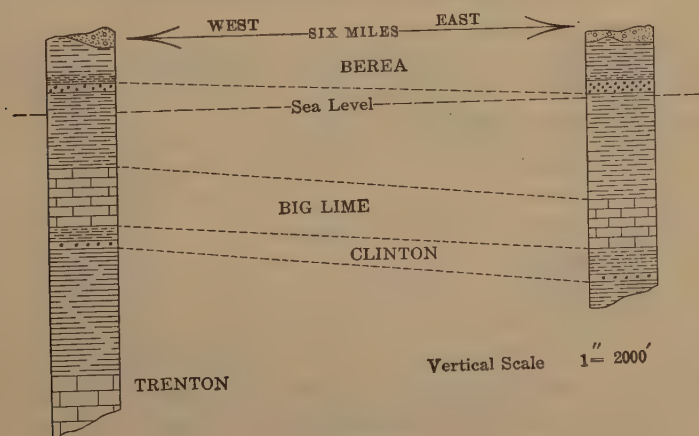 WEST SIX MILES EAST
BEREA
Sea Level
BIG LIME
CLINTON
Vertical Scale 1"= 2000'
TRENTON